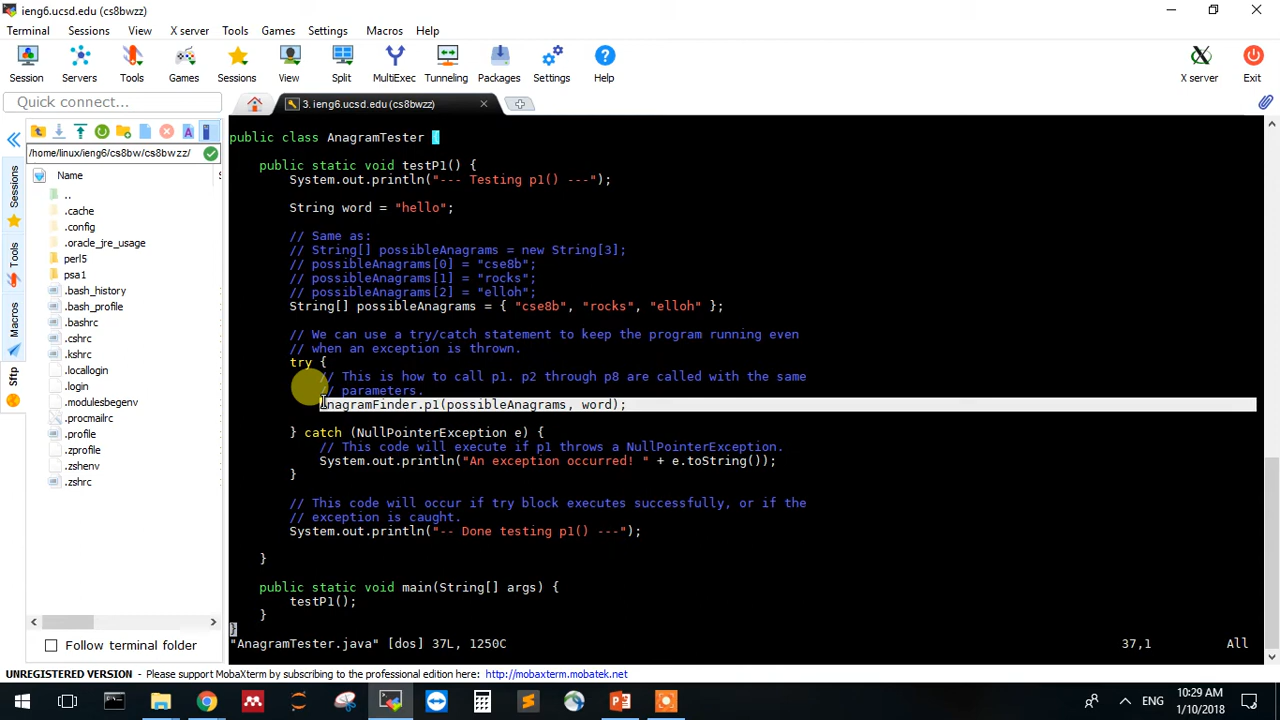 ieng6.ucsd.edu (cs8bwzz)
Terminal Sessions View X server Tools Games Settings Macros Help
Session Servers Tools Games Sessions View Split MultiExec Tunneling Packages Settings Help X server Exit
Quick connect...
3. ieng6.ucsd.edu (cs8bwzz)
/home/linux/ieng6/cs8bw/cs8bwzz/
Name
..
.cache
.config
.oracle_jre_usage
perl5
psa1
.bash_history
.bash_profile
.bashrc
.cshrc
.kshrc
.locallogin
.login
.modulesbegenv
.procmailrc
.profile
.zprofile
.zshenv
.zshrc
Sessions
Tools
Macros
Sftp
Follow terminal folder
public class AnagramTester {
public static void testP1() {
System.out.println("--- Testing p1() ---");
String word = "hello";
// Same as:
// String[] possibleAnagrams = new String[3];
// possibleAnagrams[0] = "cse8b";
// possibleAnagrams[1] = "rocks";
// possibleAnagrams[2] = "elloh";
String[] possibleAnagrams = { "cse8b", "rocks", "elloh" };
// We can use a try/catch statement to keep the program running even
// when an exception is thrown.
try {
// This is how to call p1. p2 through p8 are called with the same
// parameters.
AnagramFinder.p1(possibleAnagrams, word);
} catch (NullPointerException e) {
// This code will execute if p1 throws a NullPointerException.
System.out.println("An exception occurred! " + e.toString());
}
// This code will occur if try block executes successfully, or if the
// exception is caught.
System.out.println("-- Done testing p1() ---");
}
public static void main(String[] args) {
testP1();
}
}
"AnagramTester.java" [dos] 37L, 1250C 37,1 All
UNREGISTERED VERSION - Please support MobaXterm by subscribing to the professional edition here: http://mobaxterm.mobatek.net
ENG
10:29 AM
1/10/2018